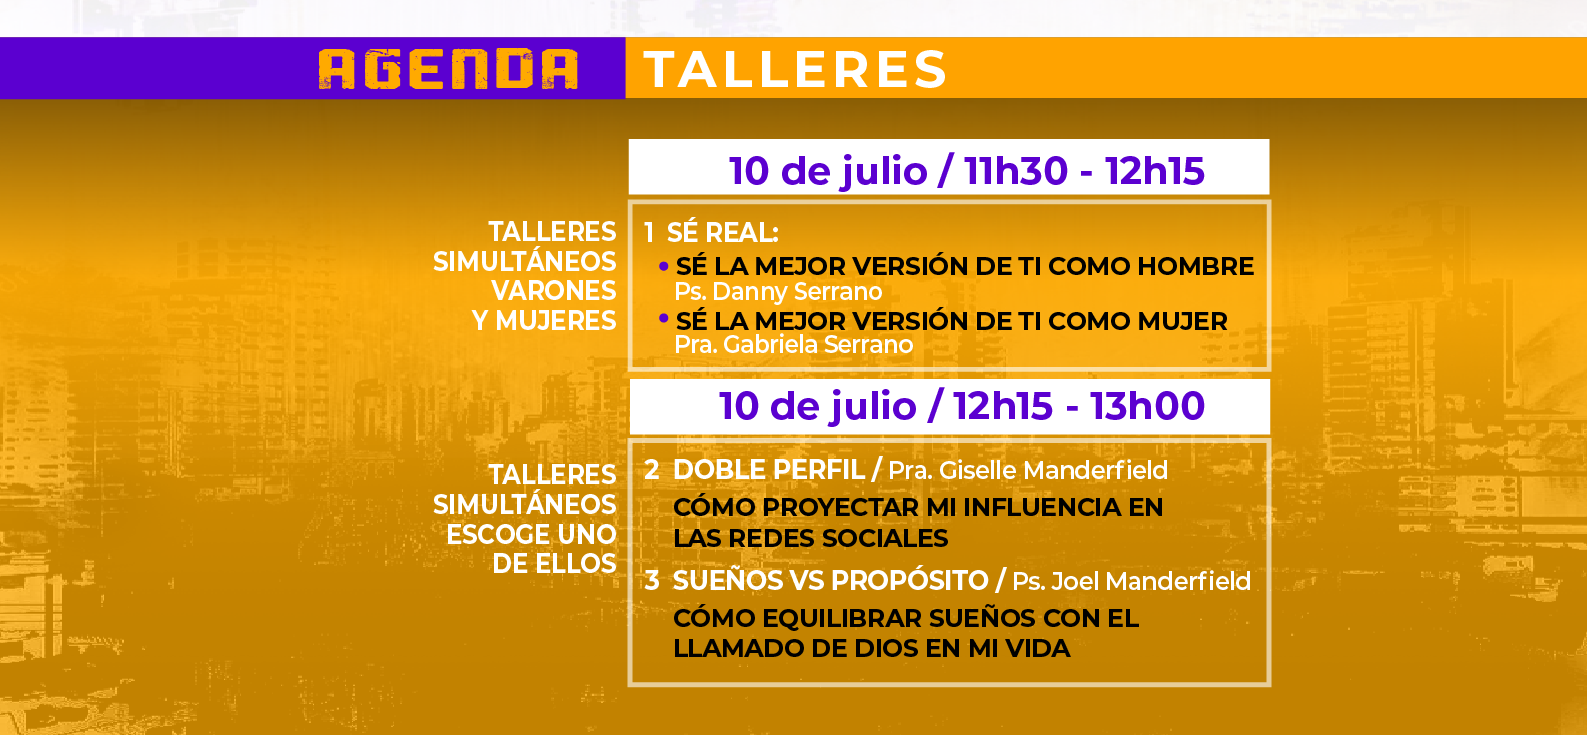 AGENDA TALLERES
10 de julio / 11h30 - 12h15
TALLERES
SIMULTÁNEOS
VARONES
Y MUJERES
1 SÉ REAL:
• SÉ LA MEJOR VERSIÓN DE TI COMO HOMBRE
Ps. Danny Serrano
• SÉ LA MEJOR VERSIÓN DE TI COMO MUJER
Pra. Gabriela Serrano
10 de julio / 12h15 - 13h00
TALLERES
SIMULTÁNEOS
ESCOGE UNO
DE ELLOS
2 DOBLE PERFIL / Pra. Giselle Manderfield
CÓMO PROYECTAR MI INFLUENCIA EN
LAS REDES SOCIALES
3 SUEÑOS VS PROPÓSITO / Ps. Joel Manderfield
CÓMO EQUILIBRAR SUEÑOS CON EL
LLAMADO DE DIOS EN MI VIDA